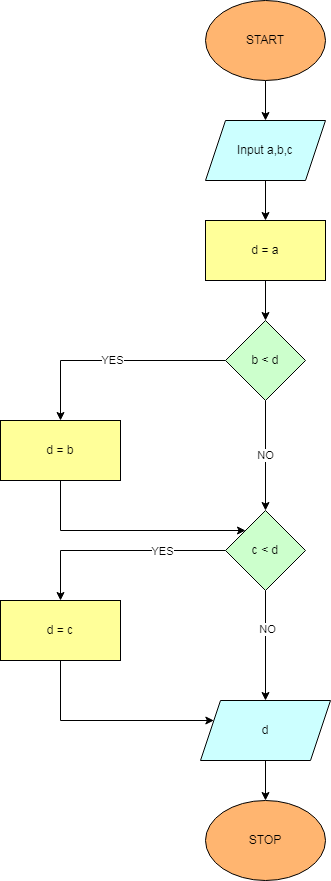 START
Input a,b,c
d = a
b < d
YES
d = b
NO
c < d
YES
d = c
NO
d
STOP